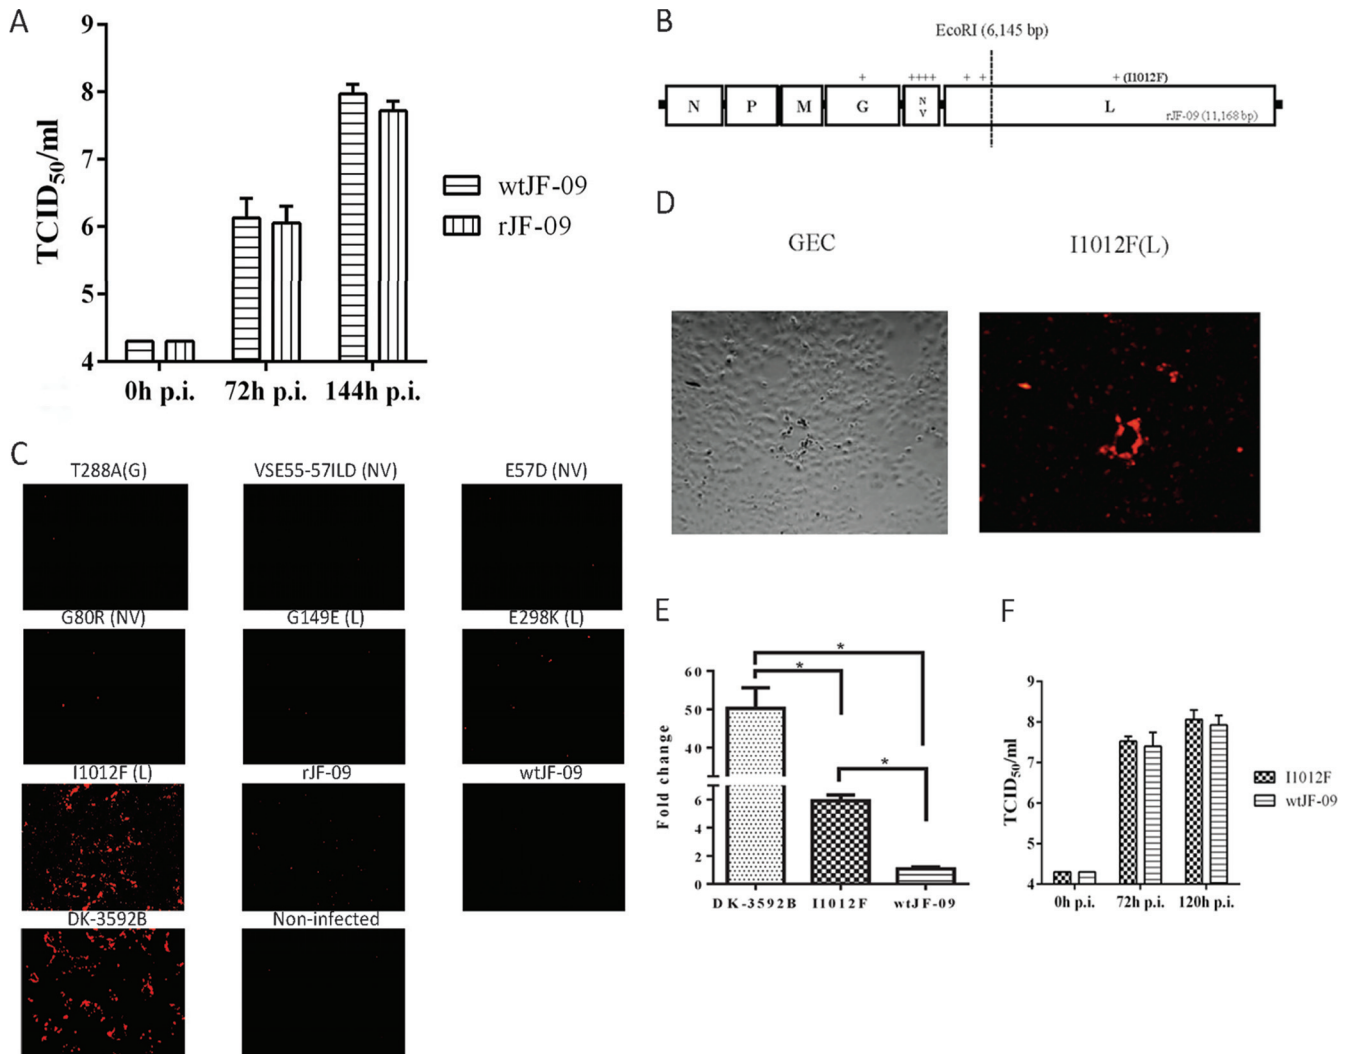 A
9
8
7
6
5
4
TCID50/ml
0h p.i. 72h p.i. 144h p.i.
wtJF-09
rJF-09
B
EcoRI (6,145 bp)
+ ++++ + + + (I1012F)
N P M G NV L
rJF-09 (11,168 bp)
C
T288A(G) VSE55-57ILD (NV) E57D (NV)
G80R (NV) G149E (L) E298K (L)
I1012F (L) rJF-09 wtJF-09
DK-3592B Non-infected
D
GEC I1012F(L)
E
60
50
40
6
4
2
0
Fold change
*
*
*
DK-3592B I1012F wtJF-09
F
9
8
7
6
5
4
TCID50/ml
0h p.i. 72h p.i. 120h p.i.
I1012F
wtJF-09